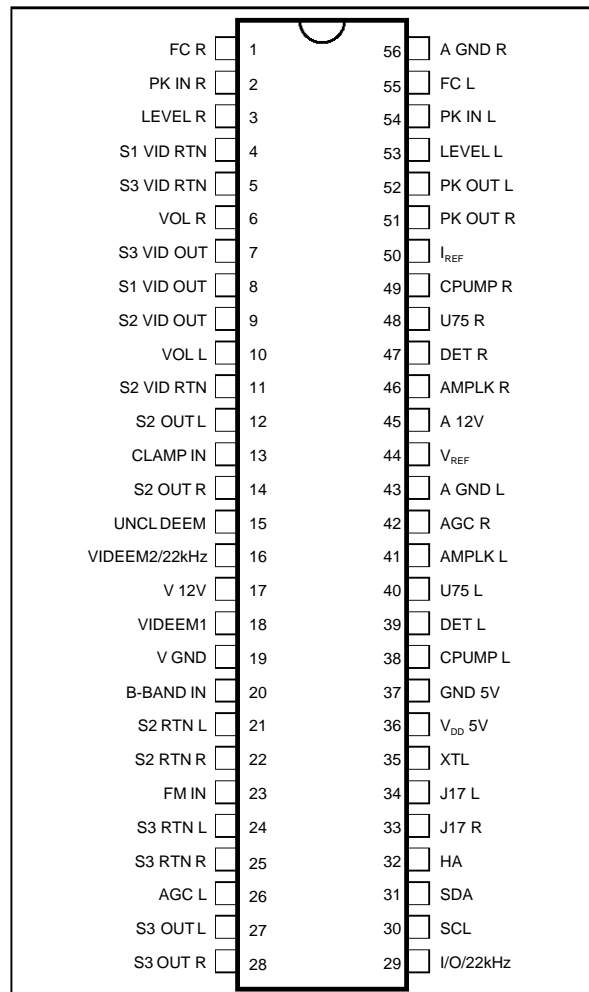 FC R 1 56 A GND R
PK IN R 2 55 FC L
LEVEL R 3 54 PK IN L
S1 VID RTN 4 53 LEVEL L
S3 VID RTN 5 52 PK OUT L
VOL R 6 51 PK OUT R
S3 VID OUT 7 50 IREF
S1 VID OUT 8 49 CPUMP R
S2 VID OUT 9 48 U75 R
VOL L 10 47 DET R
S2 VID RTN 11 46 AMPLK R
S2 OUT L 12 45 A 12V
CLAMP IN 13 44 VREF
S2 OUT R 14 43 A GND L
UNCL DEEM 15 42 AGC R
VIDEEM2/22kHz 16 41 AMPLK L
V 12V 17 40 U75 L
VIDEEM1 18 39 DET L
V GND 19 38 CPUMP L
B-BAND IN 20 37 GND 5V
S2 RTN L 21 36 VDD 5V
S2 RTN R 22 35 XTL
FM IN 23 34 J17 L
S3 RTN L 24 33 J17 R
S3 RTN R 25 32 HA
AGC L 26 31 SDA
S3 OUT L 27 30 SCL
S3 OUT R 28 29 I/O/22kHz